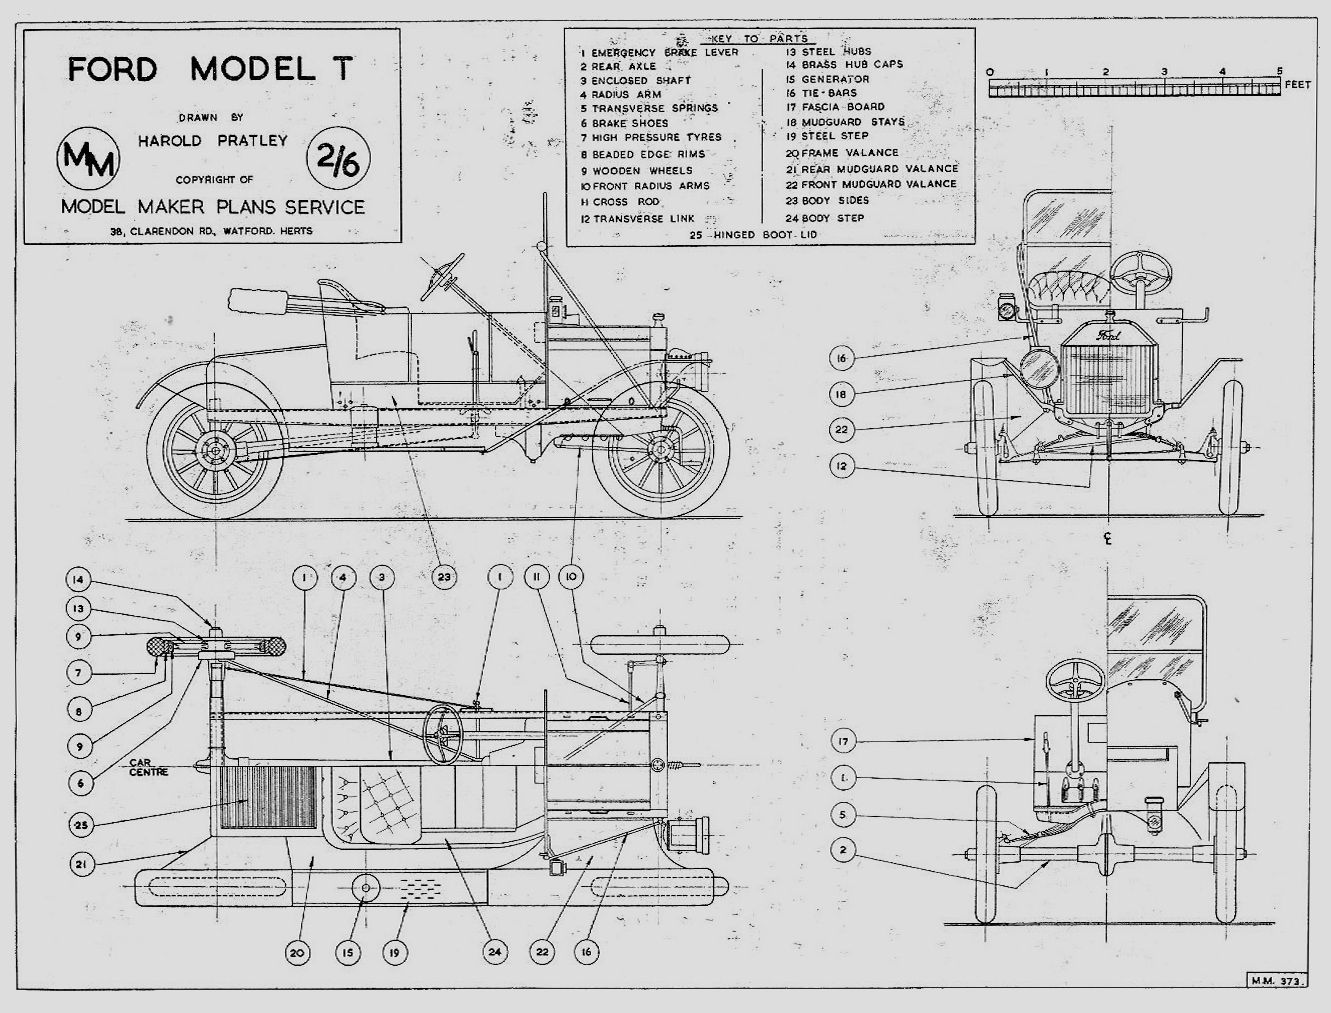 FORD MODEL T
DRAWN BY
HAROLD PRATLEY
MM
2/6
COPYRIGHT OF
MODEL MAKER PLANS SERVICE
38, CLARENDON RD., WATFORD. HERTS
KEY TO PARTS
1 EMERGENCY BRAKE LEVER
2 REAR AXLE
3 ENCLOSED SHAFT
4 RADIUS ARM
5 TRANSVERSE SPRINGS
6 BRAKE SHOES
7 HIGH PRESSURE TYRES
8 BEADED EDGE RIMS
9 WOODEN WHEELS
10 FRONT RADIUS ARMS
11 CROSS ROD
12 TRANSVERSE LINK
13 STEEL HUBS
14 BRASS HUB CAPS
15 GENERATOR
16 TIE-BARS
17 FASCIA BOARD
18 MUDGUARD STAYS
19 STEEL STEP
20 FRAME VALANCE
21 REAR MUDGUARD VALANCE
22 FRONT MUDGUARD VALANCE
23 BODY SIDES
24 BODY STEP
25 HINGED BOOT LID
0 1 2 3 4 5 FEET
Ford
16
18
22
12
CL
14
13
9
7
8
9
6
25
21
1
4
3
23
1
11
10
CAR
CENTRE
20
15
19
24
22
16
17
1
5
2
M.M. 373.